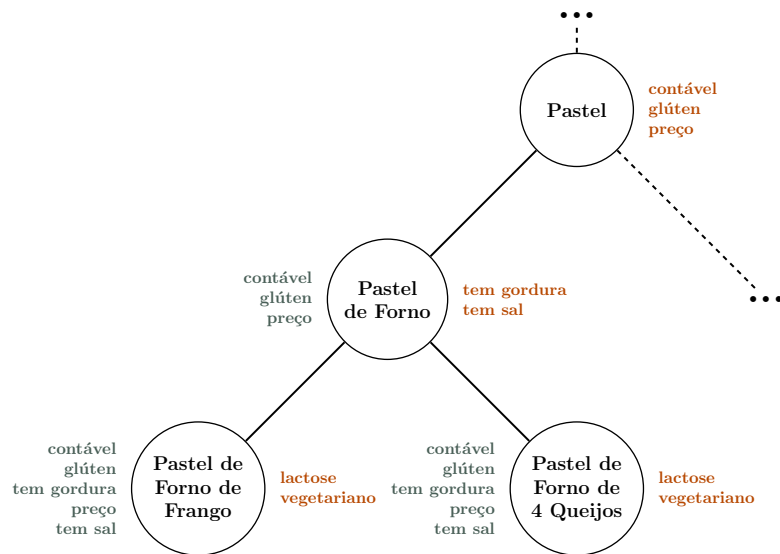 Pastel
contável
glúten
preço
contável
glúten
preço
Pastel
de Forno
tem gordura
tem sal
contável
glúten
tem gordura
preço
tem sal
Pastel de
Forno de
Frango
lactose
vegetariano
contável
glúten
tem gordura
preço
tem sal
Pastel de
Forno de
4 Queijos
lactose
vegetariano